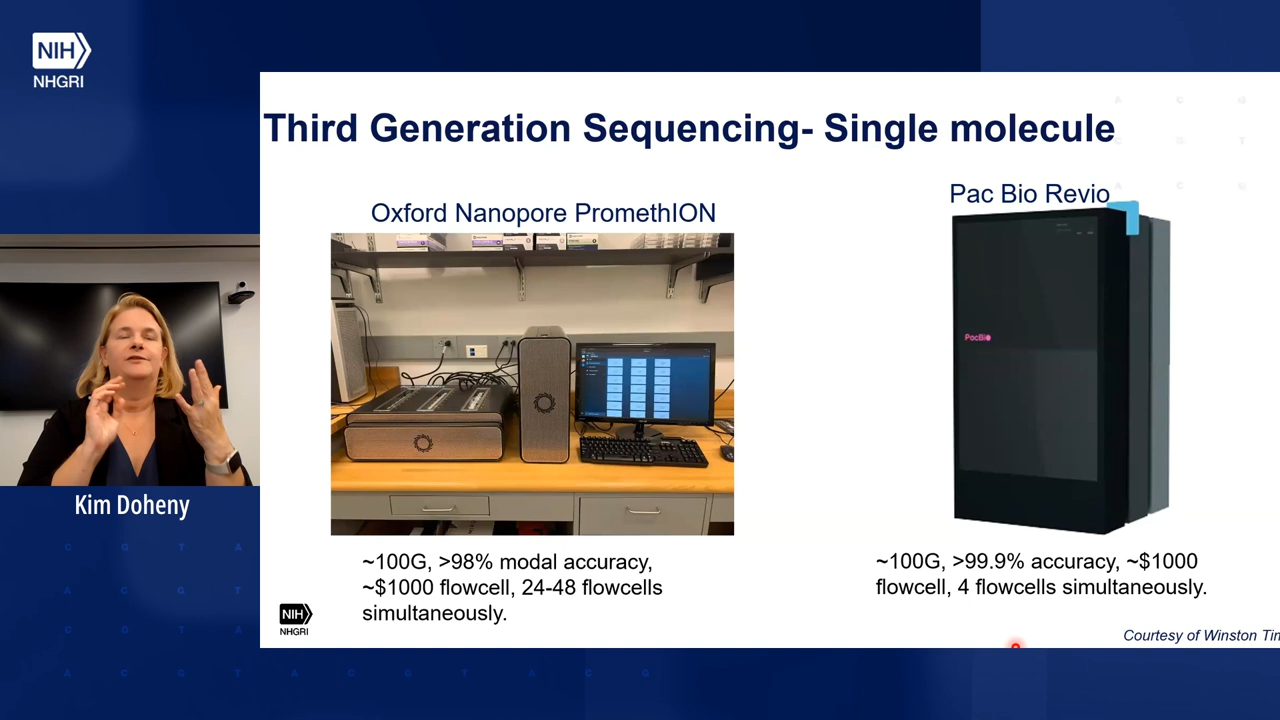 NIH
NHGRI
Third Generation Sequencing- Single molecule
Oxford Nanopore PromethION
Pac Bio Revio
PacBio
Kim Doheny
~100G, >98% modal accuracy,
~$1000 flowcell, 24-48 flowcells
simultaneously.
~100G, >99.9% accuracy, ~$1000
flowcell, 4 flowcells simultaneously.
NIH
NHGRI
Courtesy of Winston
C G T A
A C G T
C G T A
A C G T A C G T A C G
A C G